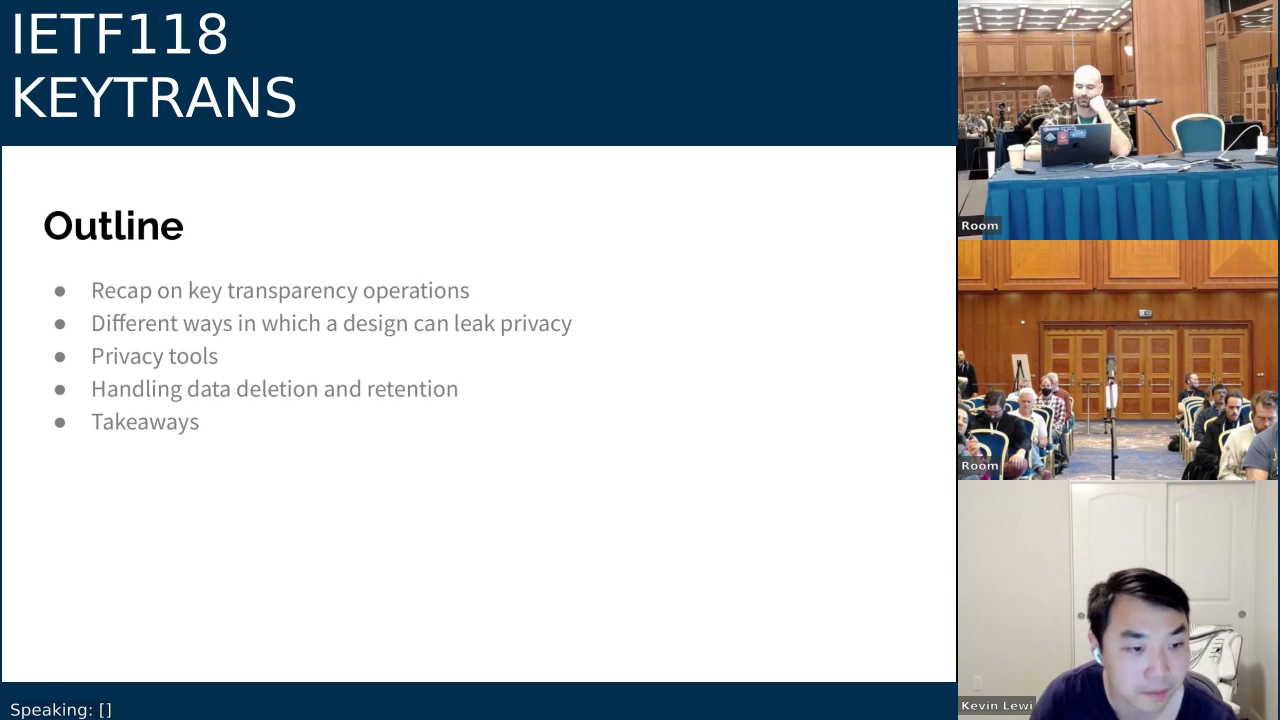 IETF118
KEYTRANS
Outline
● Recap on key transparency operations
● Different ways in which a design can leak privacy
● Privacy tools
● Handling data deletion and retention
● Takeaways
Speaking: []
Room
Room
Kevin Lewi